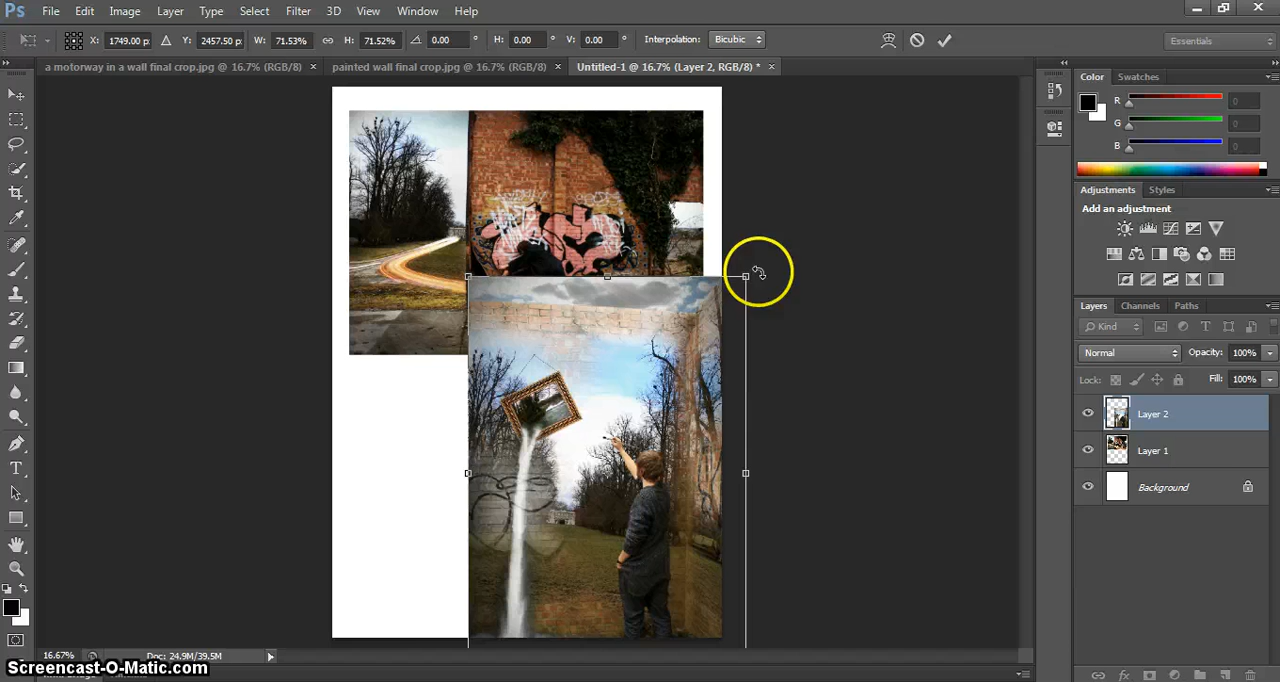 Ps File Edit Image Layer Type Select Filter 3D View Window Help
X: 1749.00 p: Y: 2457.50 p: W: 71.53% H: 71.52% 0.00 ° H: 0.00 V: 0.00 ° Interpolation: Bicubic Essentials
a motorway in a wall final crop.jpg @ 16.7% (RGB/8) × painted wall final crop.jpg @ 16.7% (RGB/8) × Untitled-1 @ 16.7% (Layer 2, RGB/8) * ×
Color Swatches
R 0
G 0
B 0
Adjustments Styles
Add an adjustment
Layers Channels Paths
Kind
Normal Opacity: 100%
Lock: Fill: 100%
Layer 2
Layer 1
Background
16.67% Doc: 24.9M/39.5M
Screencast-O-Matic.com